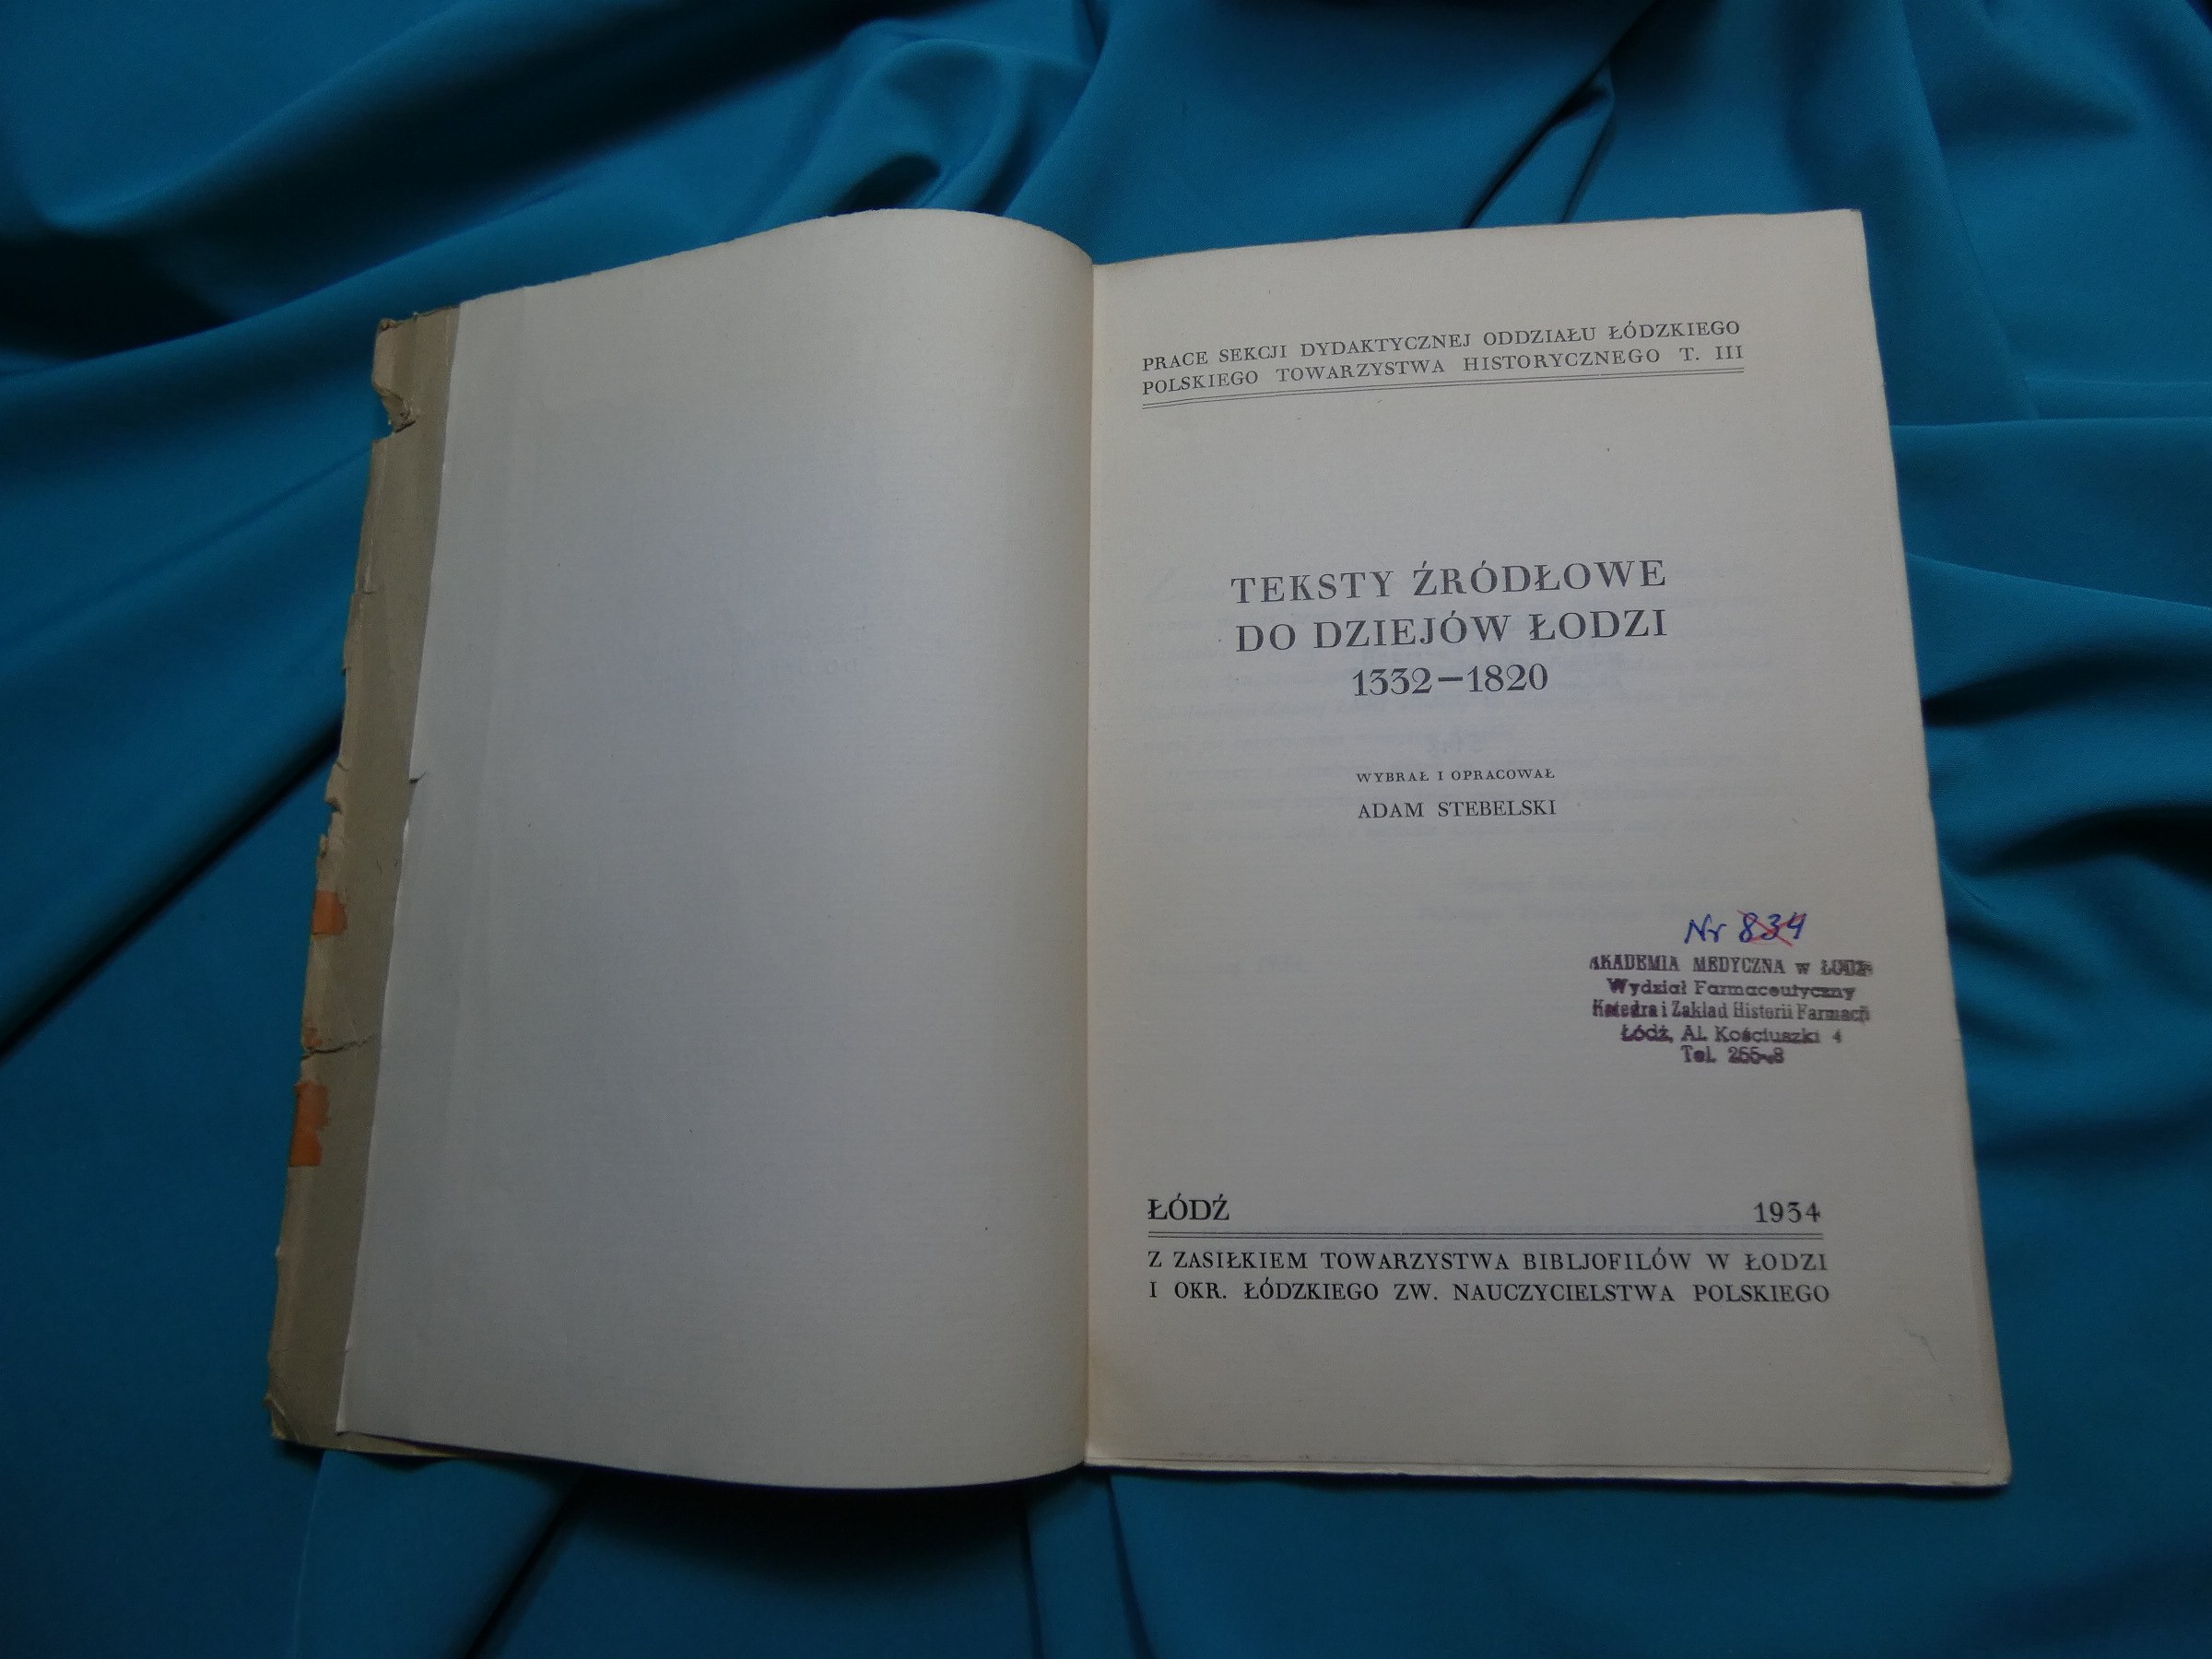 PRACE SEKCJI DYDAKTYCZNEJ ODDZIAŁU ŁÓDZKIEGO
POLSKIEGO TOWARZYSTWA HISTORYCZNEGO T. III
TEKSTY ŹRÓDŁOWE
DO DZIEJÓW ŁODZI
1332—1820
WYBRAŁ I OPRACOWAŁ
ADAM STEBELSKI
Nr 834
AKADEMIA MEDYCZNA w ŁODZI
Wydział Farmaceutyczny
Katedra i Zakład Historii Farmacji
Łódź, Al. Kościuszki 4
Tel.
ŁÓDŹ 1934
Z ZASIŁKIEM TOWARZYSTWA BIBLJOFILÓW W ŁODZI
I OKR. ŁÓDZKIEGO ZW. NAUCZYCIELSTWA POLSKIEGO